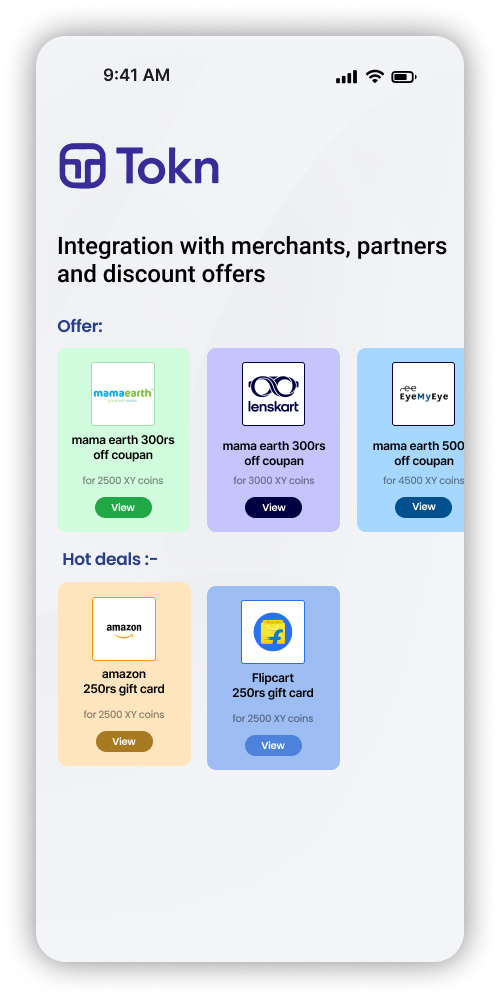 9:41 AM
Tokn
Integration with merchants, partners
and discount offers
Offer:
mamaearth
mama earth 300rs
off coupan
for 2500 XY coins
View
lenskart
mama earth 300rs
off coupan
for 3000 XY coins
View
ee
EyeMyEye
mama earth 500
off coupan
for 4500 XY coins
View
Hot deals :-
amazon
amazon
250rs gift card
for 2500 XY coins
View
Flipcart
250rs gift card
for 2500 XY coins
View